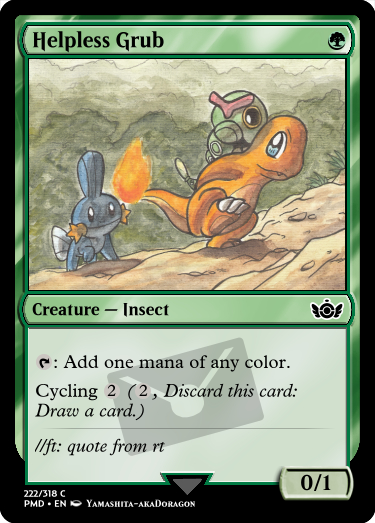 Helpless Grub
Creature — Insect
: Add one mana of any color.
Cycling 2 (2, Discard this card:
Draw a card.)
//ft: quote from rt
0/1
222/318 C
PMD • EN Yamashita-akaDoragon